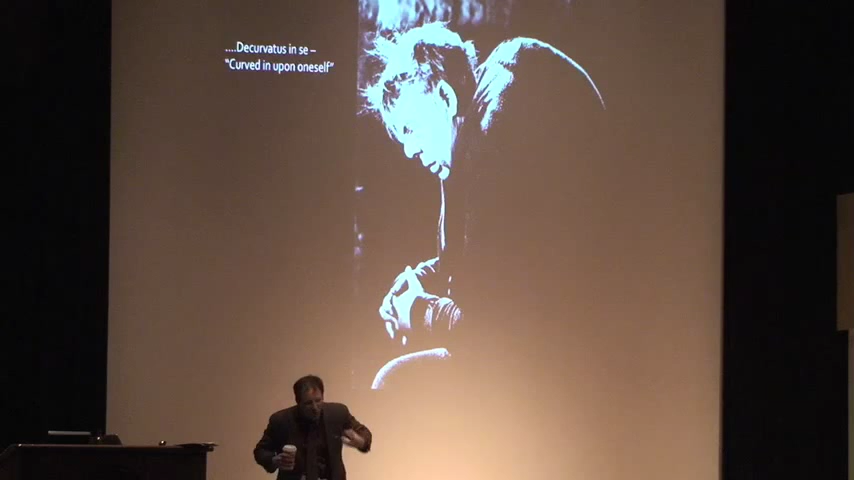 ....Decurvatus in se –
"Curved in upon oneself"